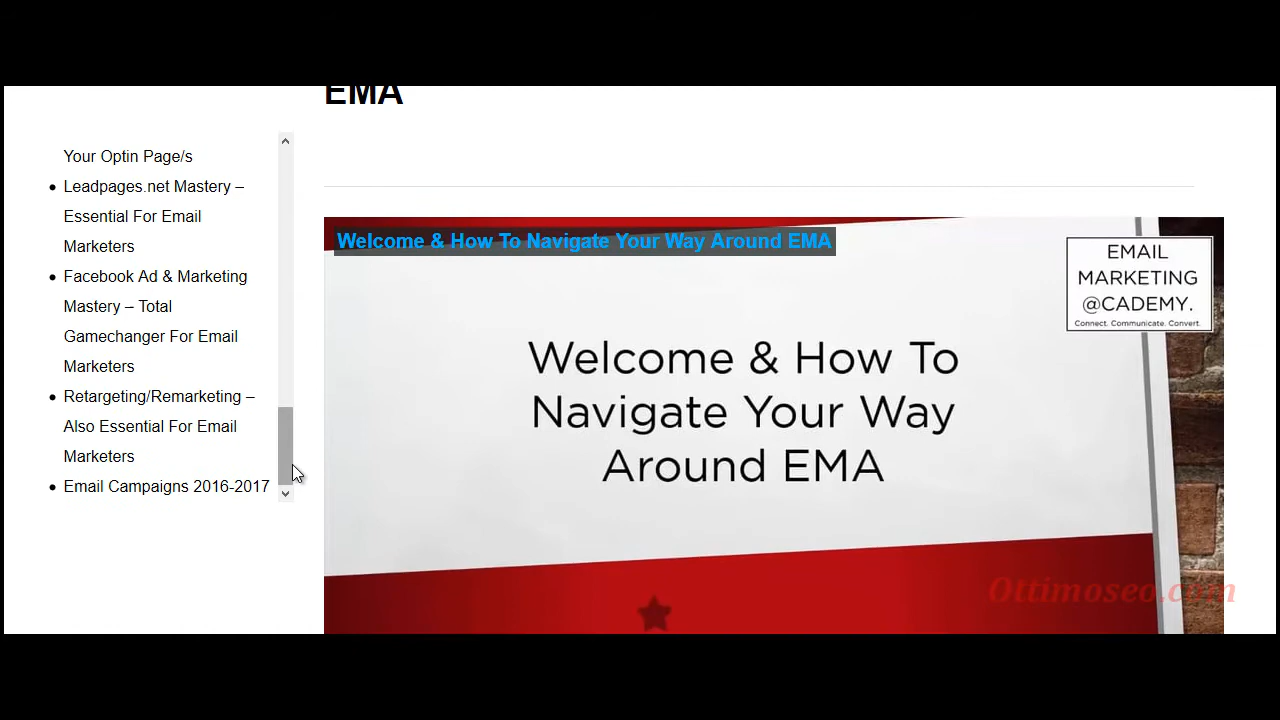 EMA
Your Optin Page/s
Leadpages.net Mastery –
Essential For Email
Marketers
Facebook Ad & Marketing
Mastery – Total
Gamechanger For Email
Marketers
Retargeting/Remarketing –
Also Essential For Email
Marketers
Email Campaigns 2016-2017
Welcome & How To Navigate Your Way Around EMA
EMAIL
MARKETING
@CADEMY.
Connect. Communicate. Convert.
Welcome & How To
Navigate Your Way
Around EMA
Ottimoseo.com